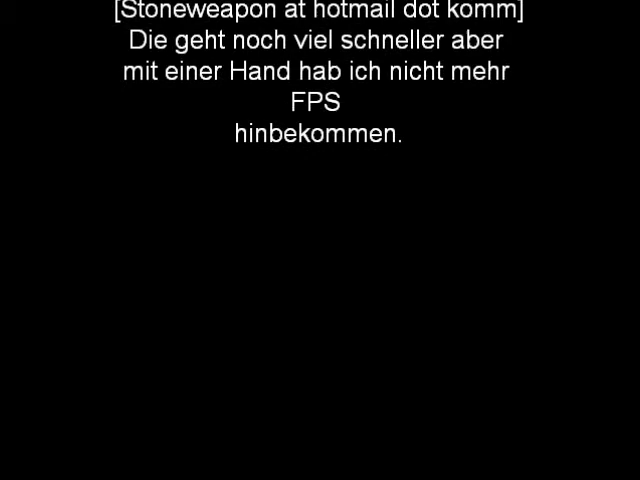 [Stoneweapon at hotmail dot komm]
Die geht noch viel schneller aber
mit einer Hand hab ich nicht mehr
FPS
hinbekommen.